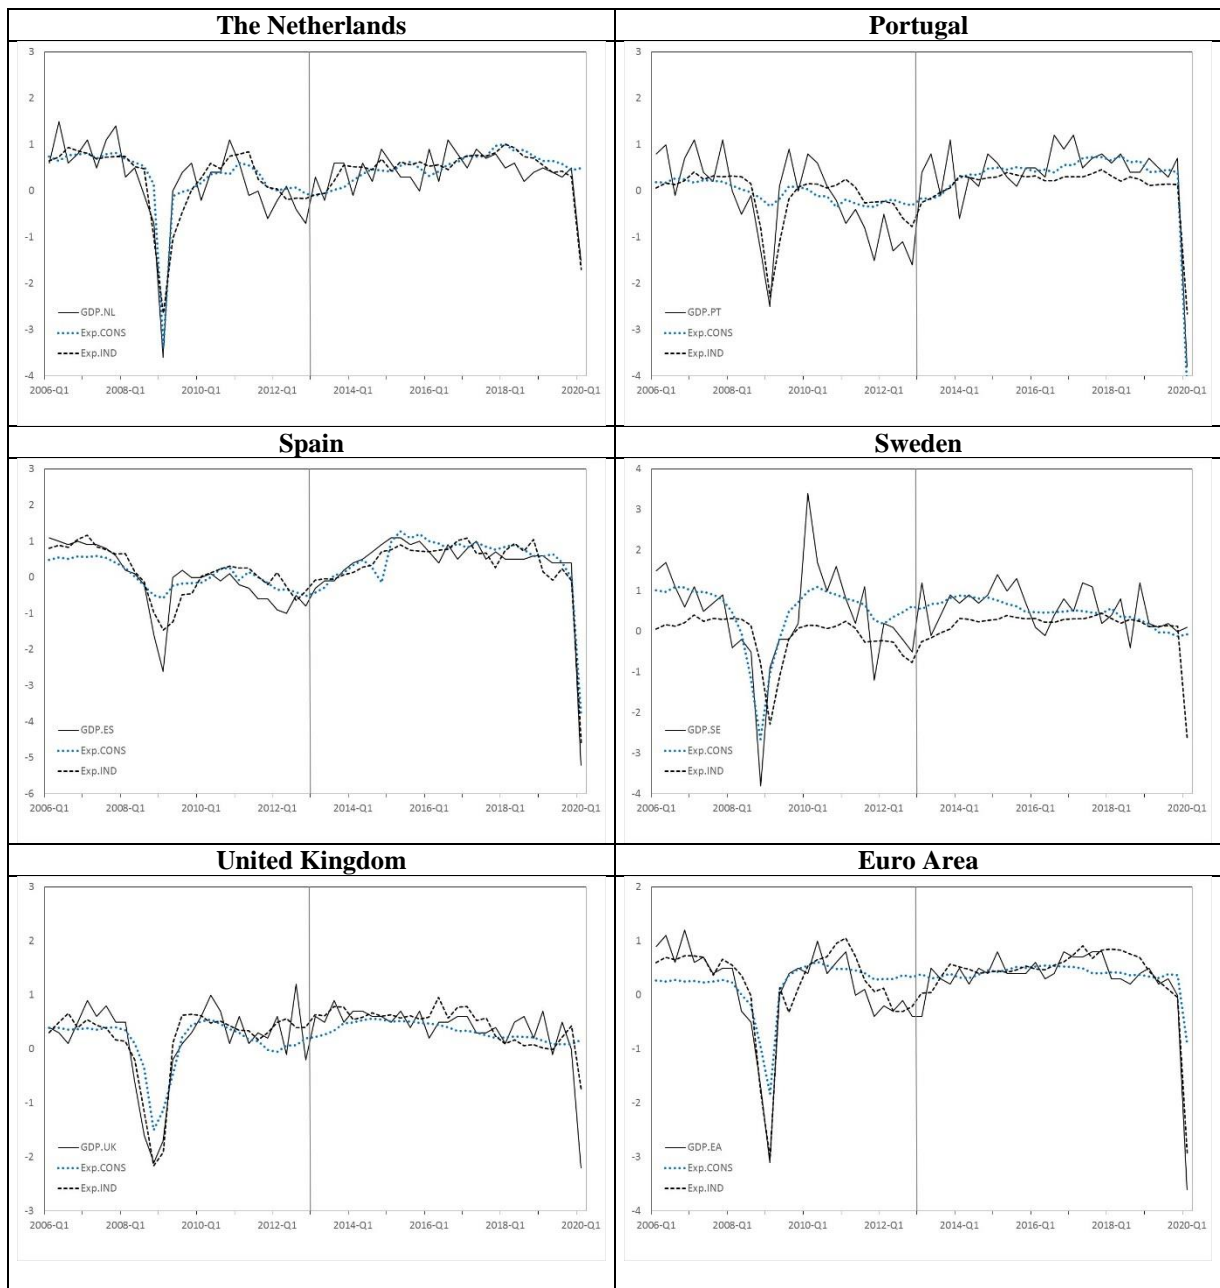 The Netherlands
3
2
1
0
-1
-2
-3
-4
GDP.NL
Exp.CONS
Exp.IND
2006-Q1 2008-Q1 2010-Q1 2012-Q1 2014-Q1 2016-Q1 2018-Q1 2020-Q1
Portugal
3
2
1
0
-1
-2
-3
-4
GDP.PT
Exp.CONS
Exp.IND
2006-Q1 2008-Q1 2010-Q1 2012-Q1 2014-Q1 2016-Q1 2018-Q1 2020-Q1
Spain
3
2
1
0
-1
-2
-3
-4
-5
-6
GDP.ES
Exp.CONS
Exp.IND
2006-Q1 2008-Q1 2010-Q1 2012-Q1 2014-Q1 2016-Q1 2018-Q1 2020-Q1
Sweden
4
3
2
1
0
-1
-2
-3
-4
GDP.SE
Exp.CONS
Exp.IND
2006-Q1 2008-Q1 2010-Q1 2012-Q1 2014-Q1 2016-Q1 2018-Q1 2020-Q1
United Kingdom
3
2
1
0
-1
-2
-3
GDP.UK
Exp.CONS
Exp.IND
2006-Q1 2008-Q1 2010-Q1 2012-Q1 2014-Q1 2016-Q1 2018-Q1 2020-Q1
Euro Area
2
1
0
-1
-2
-3
-4
GDP.EA
Exp.CONS
Exp.IND
2006-Q1 2008-Q1 2010-Q1 2012-Q1 2014-Q1 2016-Q1 2018-Q1 2020-Q1